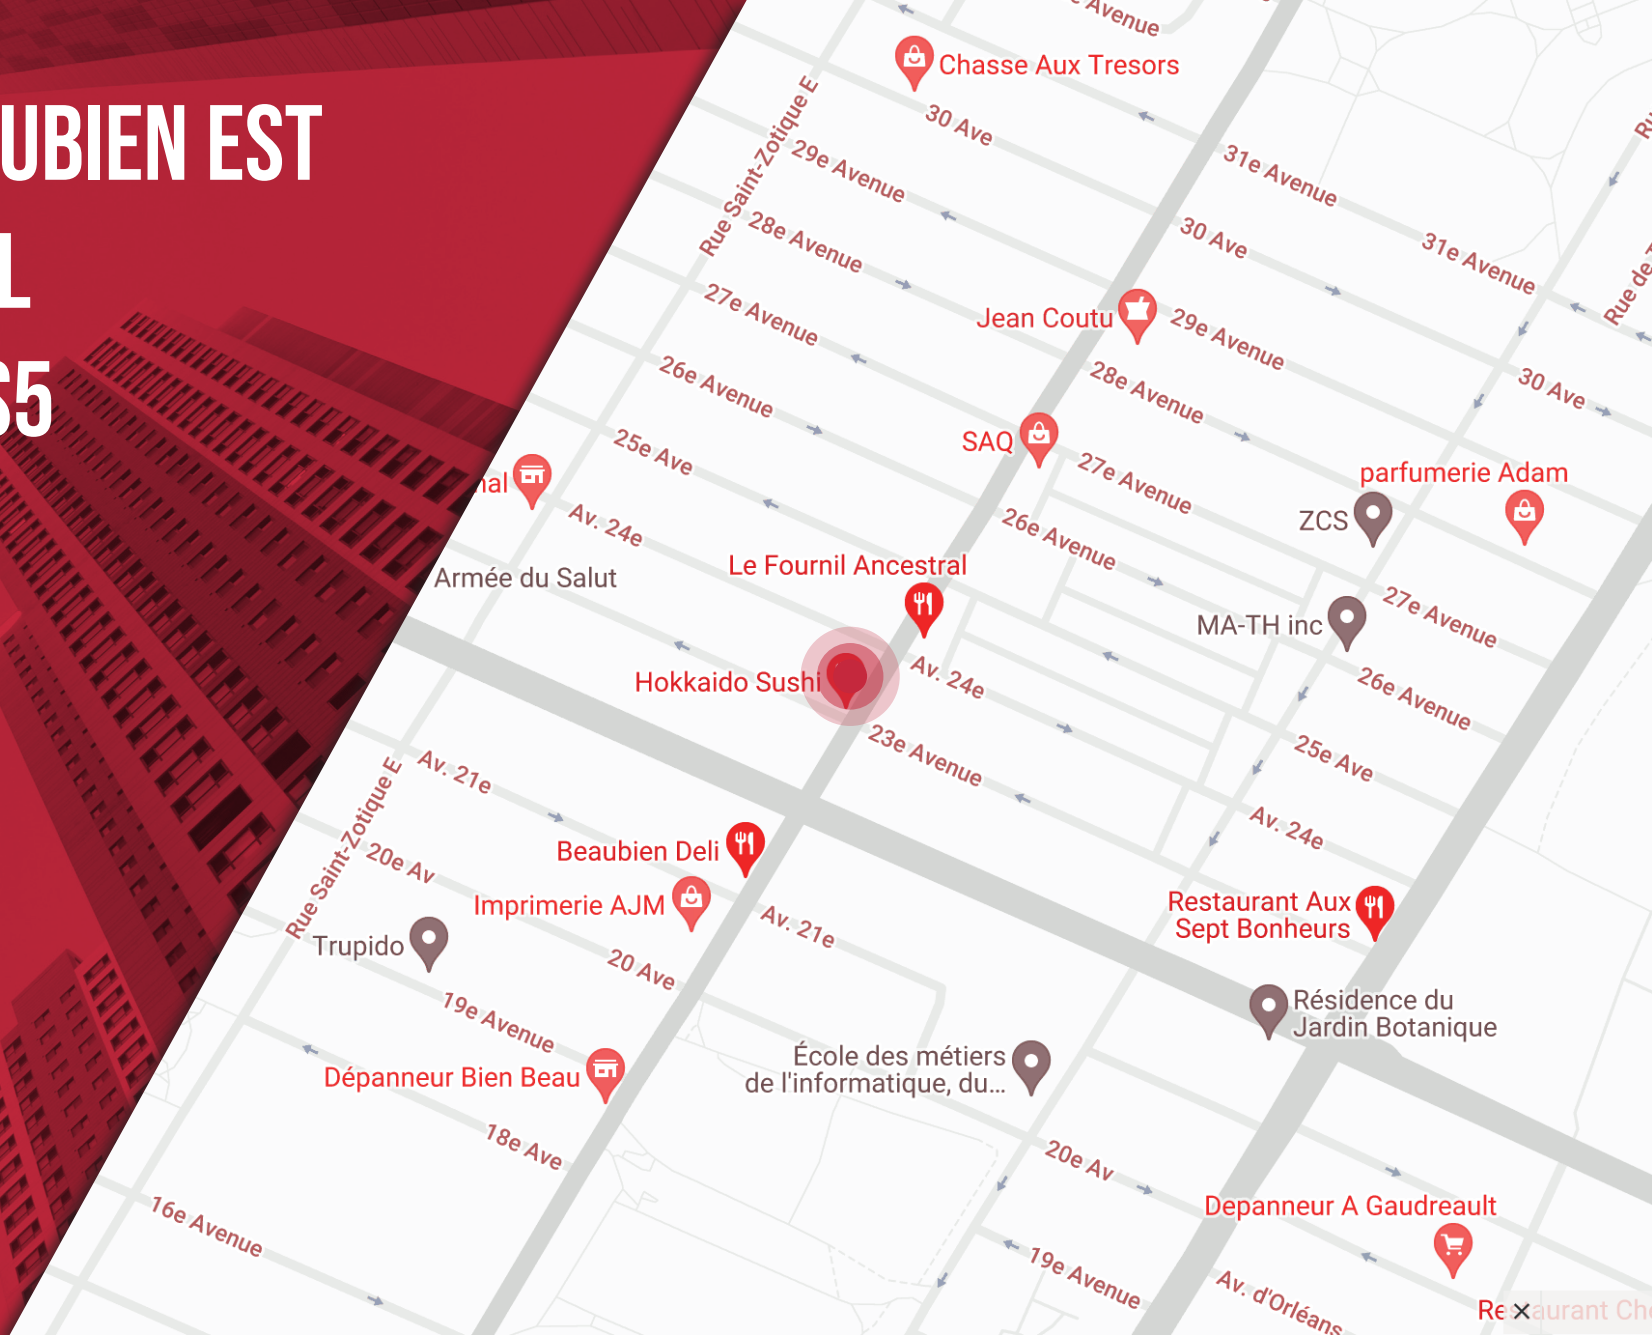 UBIEN EST
L
S5
Avenue
Chasse Aux Tresors
30 Ave
Rue Saint-Zotique E
29e Avenue
31e Avenue
28e Avenue
30 Ave
31e Avenue
Rue de
27e Avenue
Jean Coutu
29e Avenue
26e Avenue
28e Avenue
30 Ave
25e Ave
SAQ
27e Avenue
parfumerie Adam
nal
Av. 24e
ZCS
26e Avenue
Armée du Salut
Le Fournil Ancestral
27e Avenue
MA-TH inc
Hokkaido Sushi
Av. 24e
26e Avenue
23e Avenue
25e Ave
Av. 21e
Rue Saint-Zotique E
20e Av
Beaubien Deli
Av. 24e
Imprimerie AJM
Av. 21e
Restaurant Aux
Sept Bonheurs
Trupido
20 Ave
19e Avenue
Résidence du
Jardin Botanique
Dépanneur Bien Beau
École des métiers
de l'informatique, du...
18e Ave
20e Av
16e Avenue
Depanneur A Gaudreault
19e Avenue
Av. d'Orléans